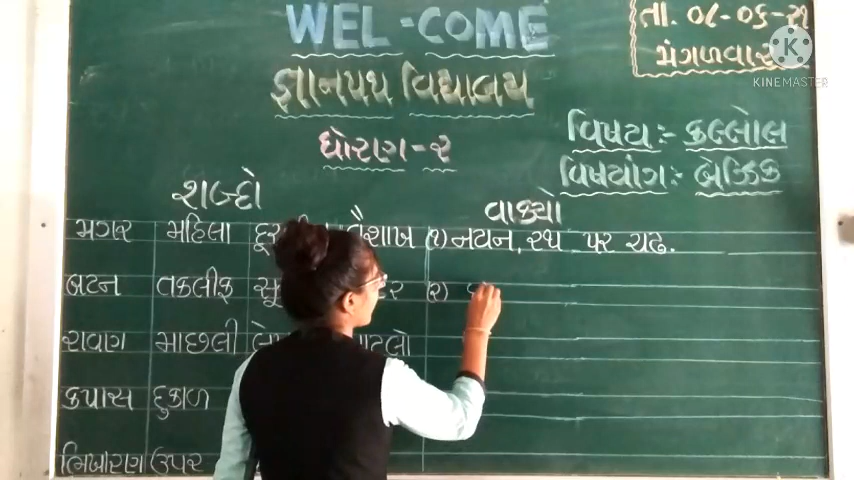 WEL-COME
તા. ૦૮-૦૬-૨૧
મંગળવાર
જ્ઞાનપથ વિદ્યાલય
ધોરણ-૨
વિષય:- કલ્લોલ
વિષયાંગ:- બેઝિક
KINEMASTER
શબ્દો
વાક્યો
મગર મહિલા વૈશાખ (૧) નયન, રથ પર ચઢ.
બટન તકલીફ (૨)
રાવણ માછલી
કપાસ દુકાળ
ભિખારણ ઉપર